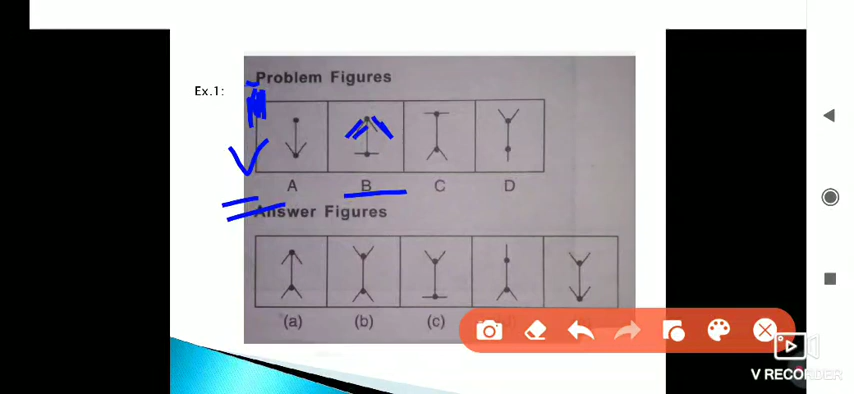 Ex.1:
Problem Figures
A B C D
Answer Figures
(a) (b) (c)
V RECORDER